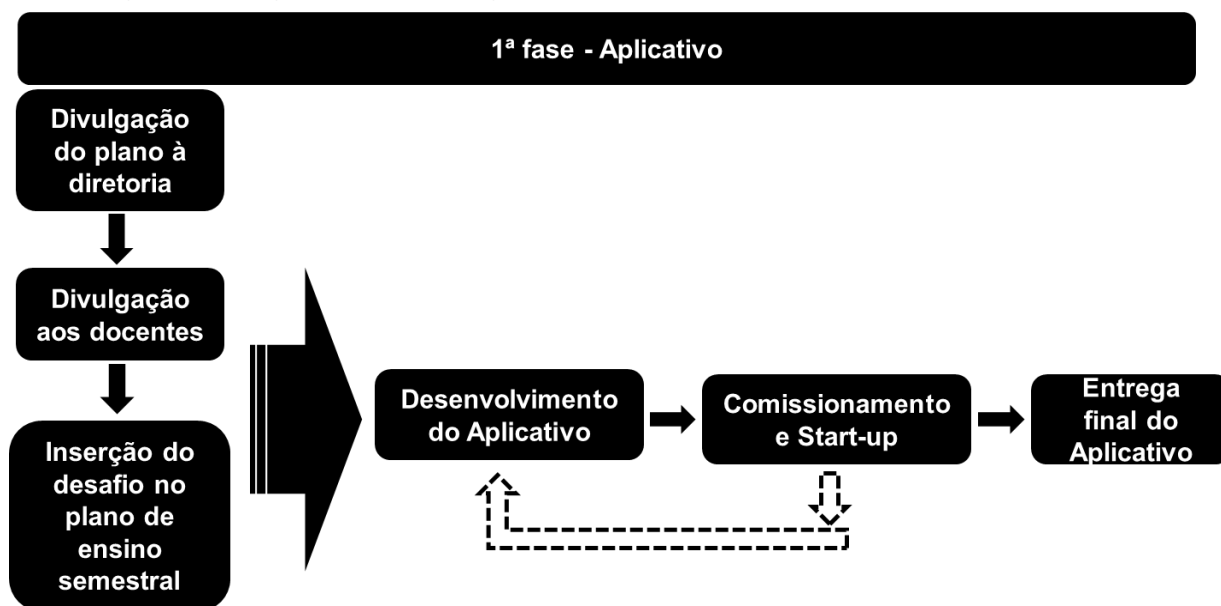 1ª fase - Aplicativo
Divulgação
do plano à
diretoria
Divulgação
aos docentes
Inserção do
desafio no
plano de
ensino
semestral
Desenvolvimento
do Aplicativo
Comissionamento
e Start-up
Entrega
final do
Aplicativo